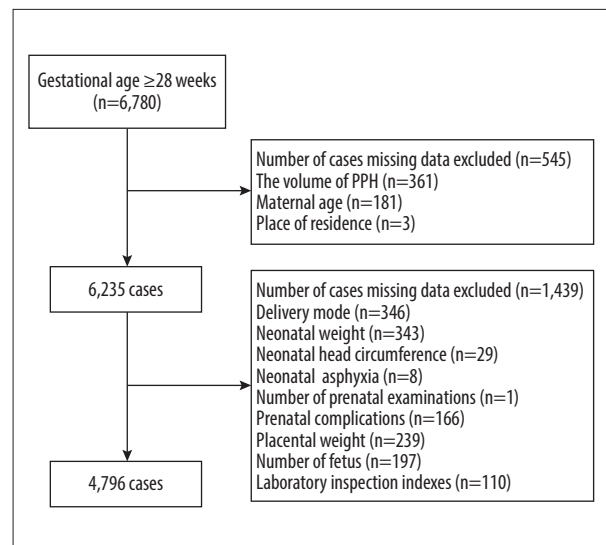 Gestational age ≥28 weeks
(n=6,780)
Number of cases missing data excluded (n=545)
The volume of PPH (n=361)
Maternal age (n=181)
Place of residence (n=3)
6,235 cases
Number of cases missing data excluded (n=1,439)
Delivery mode (n=346)
Neonatal weight (n=343)
Neonatal head circumference (n=29)
Neonatal asphyxia (n=8)
Number of prenatal examinations (n=1)
Prenatal complications (n=166)
Placental weight (n=239)
Number of fetus (n=197)
Laboratory inspection indexes (n=110)
4,796 cases